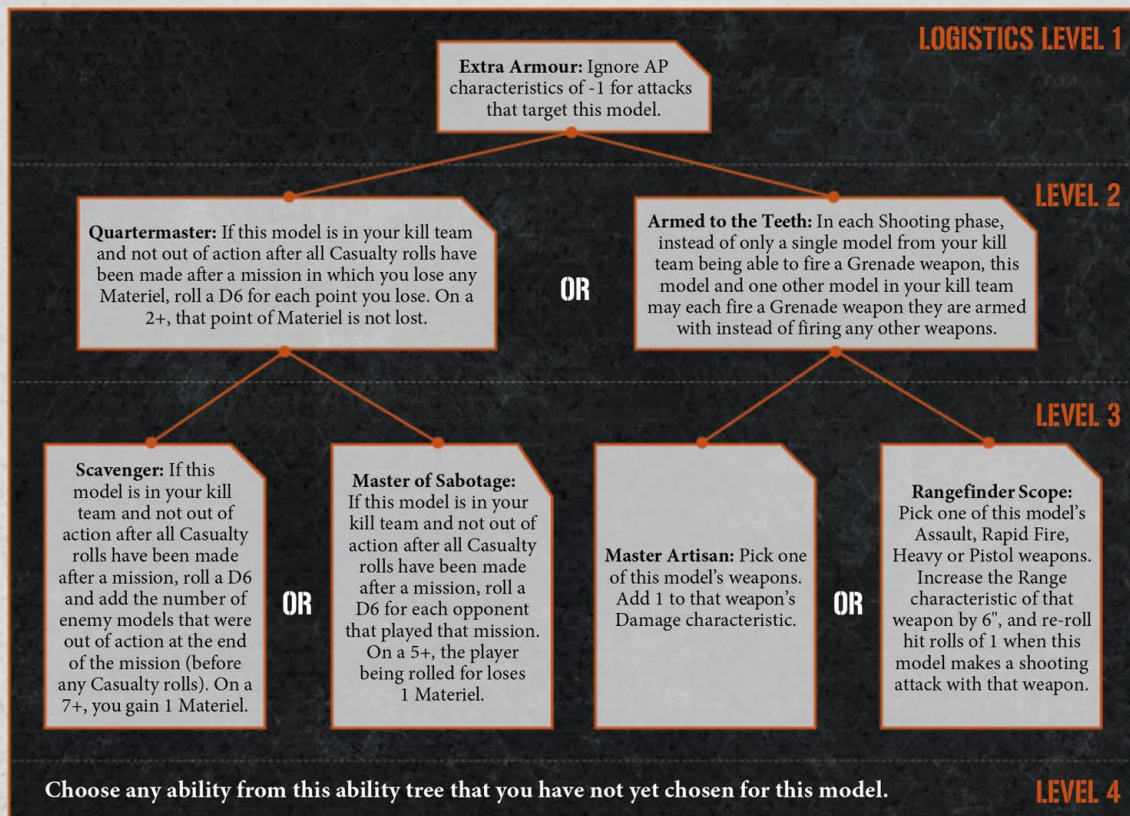 LOGISTICS LEVEL 1
Extra Armour: Ignore AP
characteristics of -1 for attacks
that target this model.
LEVEL 2
Quartermaster: If this model is in your kill team
and not out of action after all Casualty rolls have
been made after a mission in which you lose any
Materiel, roll a D6 for each point you lose. On a
2+, that point of Materiel is not lost.
OR
Armed to the Teeth: In each Shooting phase,
instead of only a single model from your kill
team being able to fire a Grenade weapon, this
model and one other model in your kill team
may each fire a Grenade weapon they are armed
with instead of firing any other weapons.
LEVEL 3
Scavenger: If this
model is in your kill
team and not out of
action after all Casualty
rolls have been made
after a mission, roll a D6
and add the number of
enemy models that were
out of action at the end
of the mission (before
any Casualty rolls). On a
7+, you gain 1 Materiel.
OR
Master of Sabotage:
If this model is in your
kill team and not out of
action after all Casualty
rolls have been made
after a mission, roll a
D6 for each opponent
that played that mission.
On a 5+, the player
being rolled for loses
1 Materiel.
Master Artisan: Pick one
of this model's weapons.
Add 1 to that weapon's
Damage characteristic.
OR
Rangefinder Scope:
Pick one of this model's
Assault, Rapid Fire,
Heavy or Pistol weapons.
Increase the Range
characteristic of that
weapon by 6", and re-roll
hit rolls of 1 when this
model makes a shooting
attack with that weapon.
Choose any ability from this ability tree that you have not yet chosen for this model.
LEVEL 4